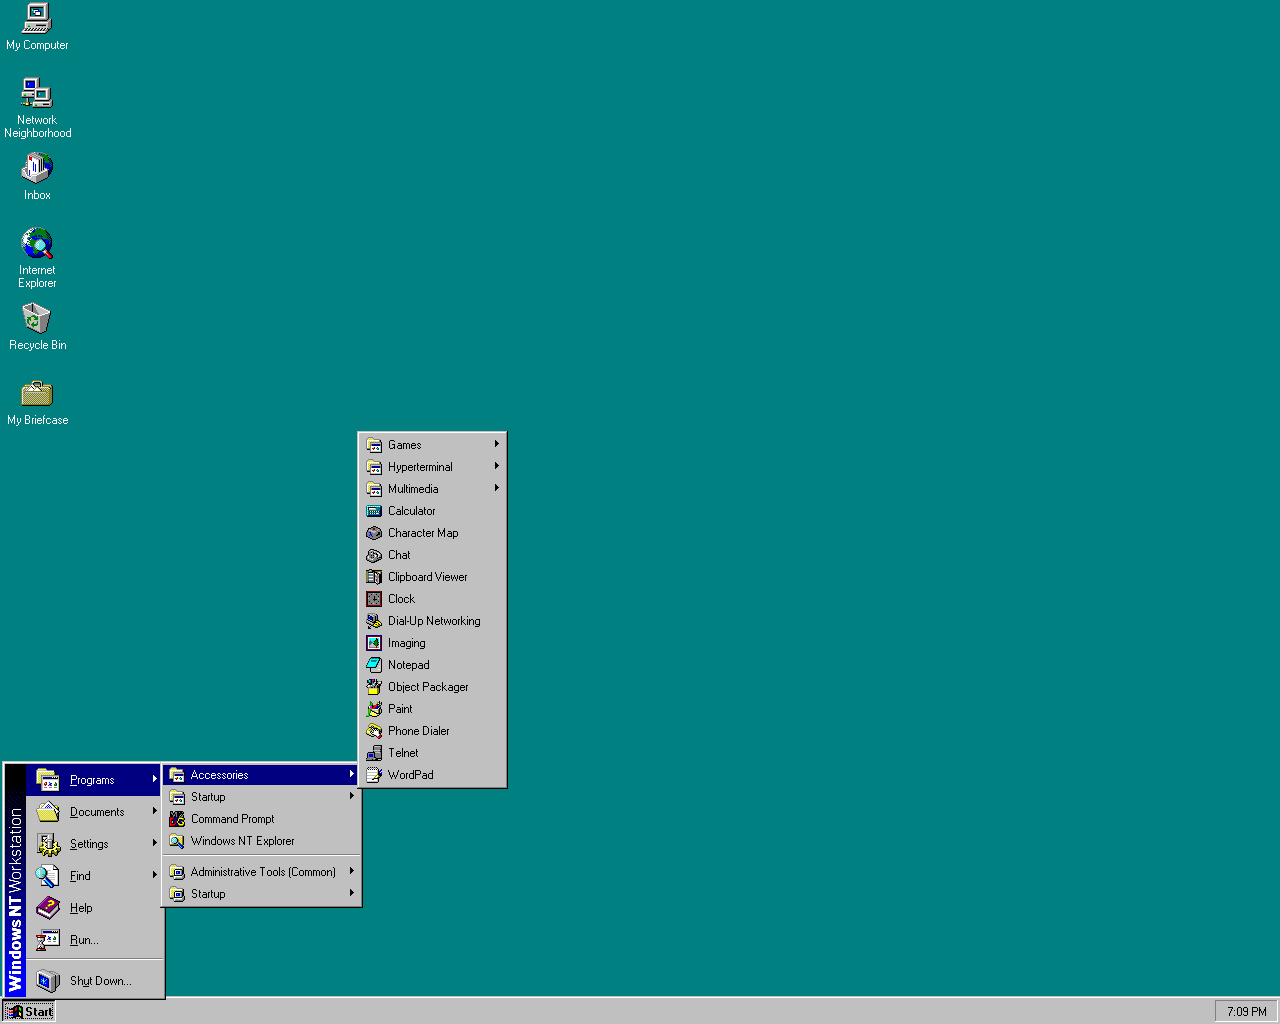 My Computer
Network
Neighborhood
Inbox
Internet
Explorer
Recycle Bin
My Briefcase
Games
Hyperterminal
Multimedia
Calculator
Character Map
Chat
Clipboard Viewer
Clock
Dial-Up Networking
Imaging
Notepad
Object Packager
Paint
Phone Dialer
Telnet
WordPad
Accessories
Startup
Command Prompt
Windows NT Explorer
Administrative Tools (Common)
Startup
Windows NT Workstation
Programs
Documents
Settings
Find
Help
Run...
Shut Down...
Start
7:09 PM